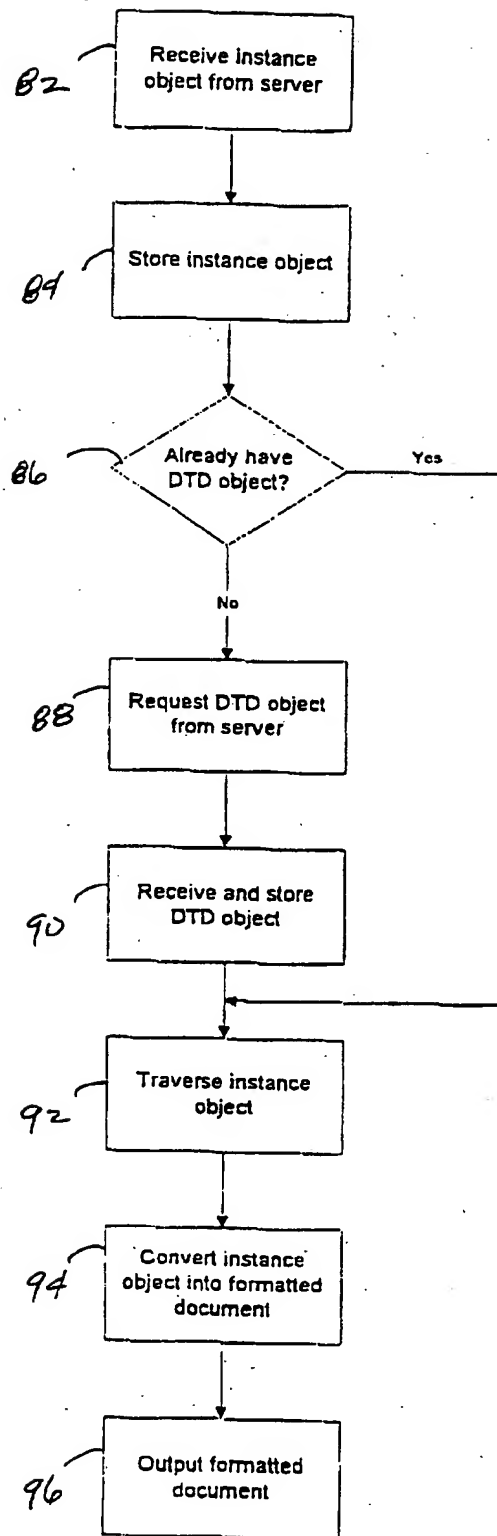 82
Receive instance
object from server
84
Store instance object
86
Already have
DTD object?
Yes
No
88
Request DTD object
from server
90
Receive and store
DTD object
92
Traverse instance
object
94
Convert instance
object into formatted
document
96
Output formatted
document